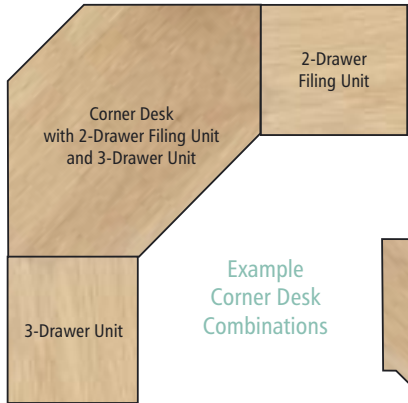 2-Drawer
Filing Unit
Corner Desk
with 2-Drawer Filing Unit
and 3-Drawer Unit
Example
Corner Desk
Combinations
3-Drawer Unit